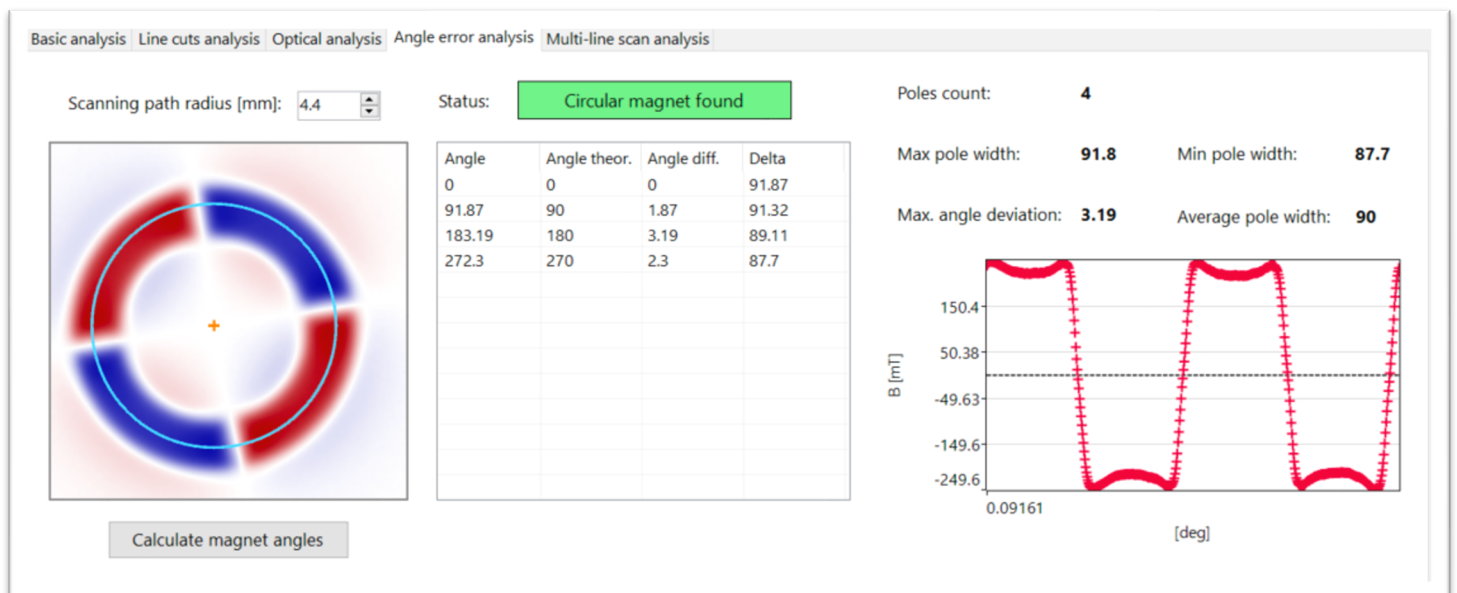 Basic analysis Line cuts analysis Optical analysis Angle error analysis Multi-line scan analysis
Scanning path radius [mm]: 4.4
Status: Circular magnet found
Angle Angle theor. Angle diff. Delta
0 0 0 91.87
91.87 90 1.87 91.32
183.19 180 3.19 89.11
272.3 270 2.3 87.7
Calculate magnet angles
Poles count: 4
Max pole width: 91.8 Min pole width: 87.7
Max. angle deviation: 3.19 Average pole width: 90
150.4
50.38
-49.63
-149.6
-249.6
B [mT]
0.09161
[deg]